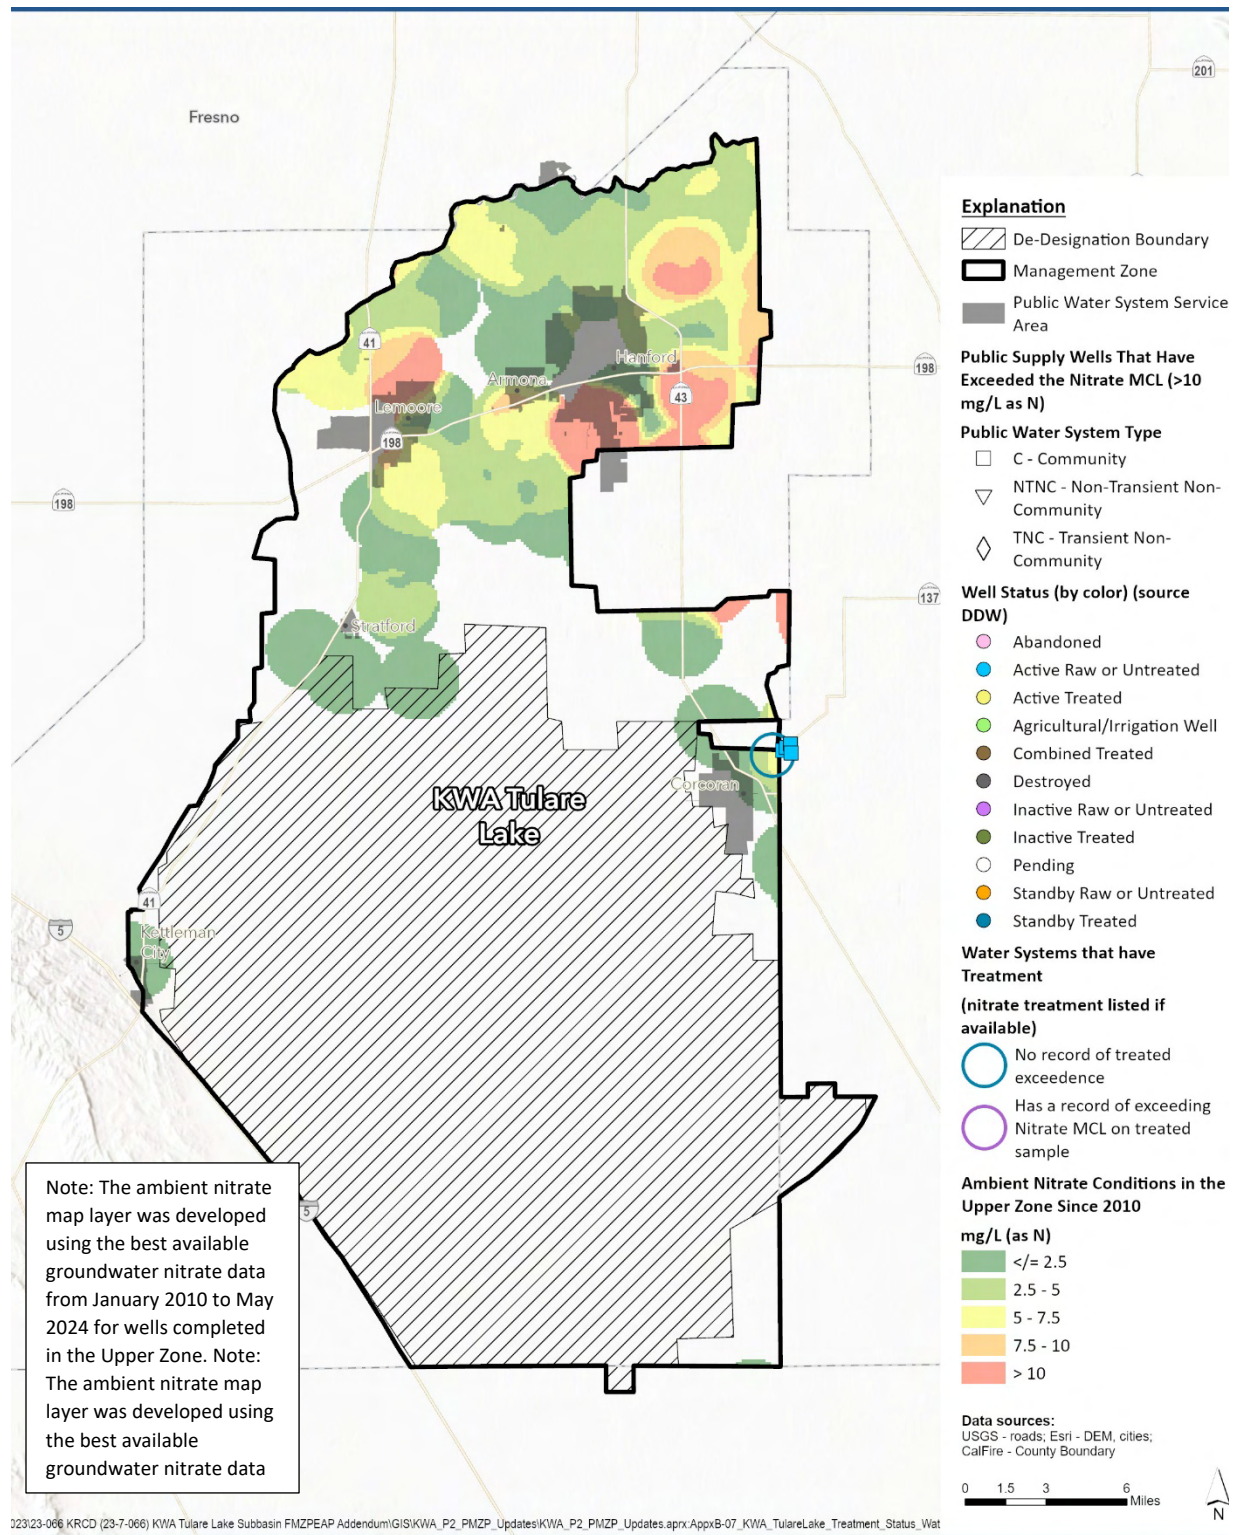 Fresno
201
41
Hanford
198
Armona
43
Lemoore
198
198
137
Stratford
KWA Tulare
Lake
Corcoran
41
5
Kettleman
City
5
Explanation
De-Designation Boundary
Management Zone
Public Water System Service
Area
Public Supply Wells That Have
Exceeded the Nitrate MCL (>10
mg/L as N)
Public Water System Type
C - Community
NTNC - Non-Transient Non-
Community
TNC - Transient Non-
Community
Well Status (by color) (source
DDW)
Abandoned
Active Raw or Untreated
Active Treated
Agricultural/Irrigation Well
Combined Treated
Destroyed
Inactive Raw or Untreated
Inactive Treated
Pending
Standby Raw or Untreated
Standby Treated
Water Systems that have
Treatment
(nitrate treatment listed if
available)
No record of treated
exceedence
Has a record of exceeding
Nitrate MCL on treated
sample
Ambient Nitrate Conditions in the
Upper Zone Since 2010
mg/L (as N)
</= 2.5
2.5 - 5
5 - 7.5
7.5 - 10
> 10
Data sources:
USGS - roads; Esri - DEM, cities;
CalFire - County Boundary
0 1.5 3 6
Miles
N
Note: The ambient nitrate
map layer was developed
using the best available
groundwater nitrate data
from January 2010 to May
2024 for wells completed
in the Upper Zone. Note:
The ambient nitrate map
layer was developed using
the best available
groundwater nitrate data
023\23-066 KRCD (23-7-066) KWA Tulare Lake Subbasin FMZPEAP Addendum\GIS\KWA_P2_PMZP_Updates\KWA_P2_PMZP_Updates.aprx:AppxB-07_KWA_TulareLake_Treatment_Status_Wat